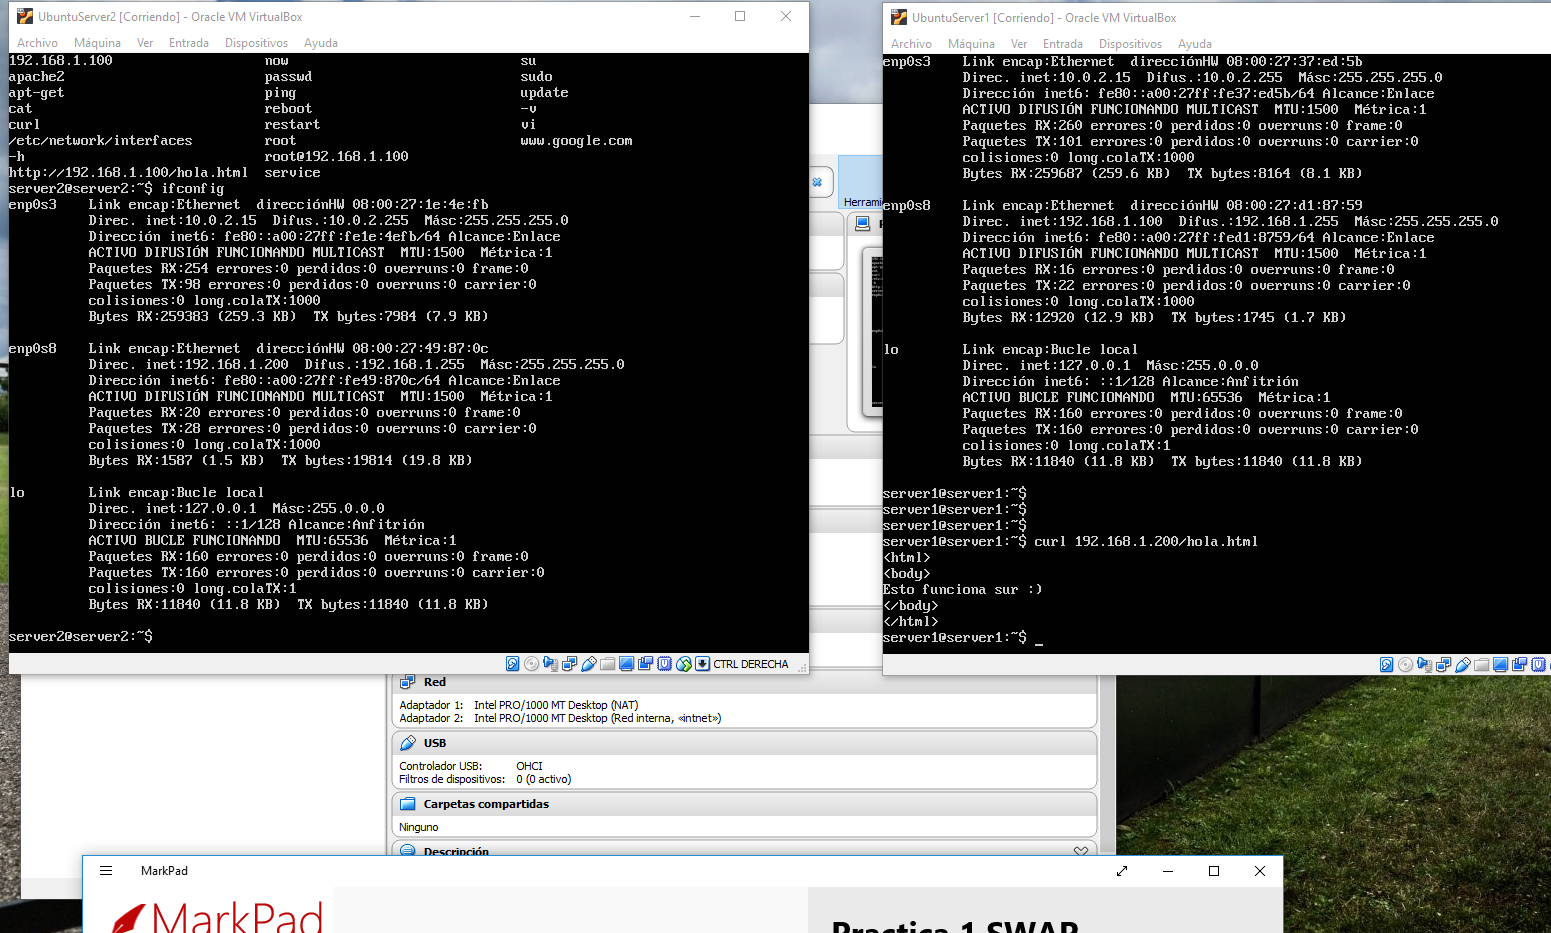 UbuntuServer2 [Corriendo] - Oracle VM VirtualBox
Archivo Máquina Ver Entrada Dispositivos Ayuda
192.168.1.100 now su
apache2 passwd sudo
apt-get ping update
cat reboot -v
curl restart vi
/etc/network/interfaces root www.google.com
-h root@192.168.1.100
http://192.168.1.100/hola.html service
server2@server2:~$ ifconfig
enp0s3 Link encap:Ethernet direcciónHW 08:00:27:1e:4e:fb
Direc. inet:10.0.2.15 Difus.:10.0.2.255 Másc:255.255.255.0
Dirección inet6: fe80::a00:27ff:fe1e:4efb/64 Alcance:Enlace
ACTIVO DIFUSIÓN FUNCIONANDO MULTICAST MTU:1500 Métrica:1
Paquetes RX:254 errores:0 perdidos:0 overruns:0 frame:0
Paquetes TX:98 errores:0 perdidos:0 overruns:0 carrier:0
colisiones:0 long.colaTX:1000
Bytes RX:259383 (259.3 KB) TX bytes:7984 (7.9 KB)
enp0s8 Link encap:Ethernet direcciónHW 08:00:27:49:87:0c
Direc. inet:192.168.1.200 Difus.:192.168.1.255 Másc:255.255.255.0
Dirección inet6: fe80::a00:27ff:fe49:870c/64 Alcance:Enlace
ACTIVO DIFUSIÓN FUNCIONANDO MULTICAST MTU:1500 Métrica:1
Paquetes RX:20 errores:0 perdidos:0 overruns:0 frame:0
Paquetes TX:28 errores:0 perdidos:0 overruns:0 carrier:0
colisiones:0 long.colaTX:1000
Bytes RX:1587 (1.5 KB) TX bytes:19814 (19.8 KB)
lo Link encap:Bucle local
Direc. inet:127.0.0.1 Másc:255.0.0.0
Dirección inet6: ::1/128 Alcance:Anfitrión
ACTIVO BUCLE FUNCIONANDO MTU:65536 Métrica:1
Paquetes RX:160 errores:0 perdidos:0 overruns:0 frame:0
Paquetes TX:160 errores:0 perdidos:0 overruns:0 carrier:0
colisiones:0 long.colaTX:1
Bytes RX:11840 (11.8 KB) TX bytes:11840 (11.8 KB)
server2@server2:~$
CTRL DERECHA
UbuntuServer1 [Corriendo] - Oracle VM VirtualBox
Archivo Máquina Ver Entrada Dispositivos Ayuda
enp0s3 Link encap:Ethernet direcciónHW 08:00:27:37:ed:5b
Direc. inet:10.0.2.15 Difus.:10.0.2.255 Másc:255.255.255.0
Dirección inet6: fe80::a00:27ff:fe37:ed5b/64 Alcance:Enlace
ACTIVO DIFUSIÓN FUNCIONANDO MULTICAST MTU:1500 Métrica:1
Paquetes RX:260 errores:0 perdidos:0 overruns:0 frame:0
Paquetes TX:101 errores:0 perdidos:0 overruns:0 carrier:0
colisiones:0 long.colaTX:1000
Bytes RX:259687 (259.6 KB) TX bytes:8164 (8.1 KB)
enp0s8 Link encap:Ethernet direcciónHW 08:00:27:d1:87:59
Direc. inet:192.168.1.100 Difus.:192.168.1.255 Másc:255.255.255.0
Dirección inet6: fe80::a00:27ff:fed1:8759/64 Alcance:Enlace
ACTIVO DIFUSIÓN FUNCIONANDO MULTICAST MTU:1500 Métrica:1
Paquetes RX:16 errores:0 perdidos:0 overruns:0 frame:0
Paquetes TX:22 errores:0 perdidos:0 overruns:0 carrier:0
colisiones:0 long.colaTX:1000
Bytes RX:12920 (12.9 KB) TX bytes:1745 (1.7 KB)
lo Link encap:Bucle local
Direc. inet:127.0.0.1 Másc:255.0.0.0
Dirección inet6: ::1/128 Alcance:Anfitrión
ACTIVO BUCLE FUNCIONANDO MTU:65536 Métrica:1
Paquetes RX:160 errores:0 perdidos:0 overruns:0 frame:0
Paquetes TX:160 errores:0 perdidos:0 overruns:0 carrier:0
colisiones:0 long.colaTX:1
Bytes RX:11840 (11.8 KB) TX bytes:11840 (11.8 KB)
server1@server1:~$
server1@server1:~$
server1@server1:~$
server1@server1:~$ curl 192.168.1.200/hola.html
<html>
<body>
Esto funciona sur :)
</body>
</html>
server1@server1:~$ _
Herrami
Red
Adaptador 1: Intel PRO/1000 MT Desktop (NAT)
Adaptador 2: Intel PRO/1000 MT Desktop (Red interna, «intnet»)
USB
Controlador USB: OHCI
Filtros de dispositivos: 0 (0 activo)
Carpetas compartidas
Ninguno
Descripción
MarkPad
MarkPad
Practica 1 SWAP